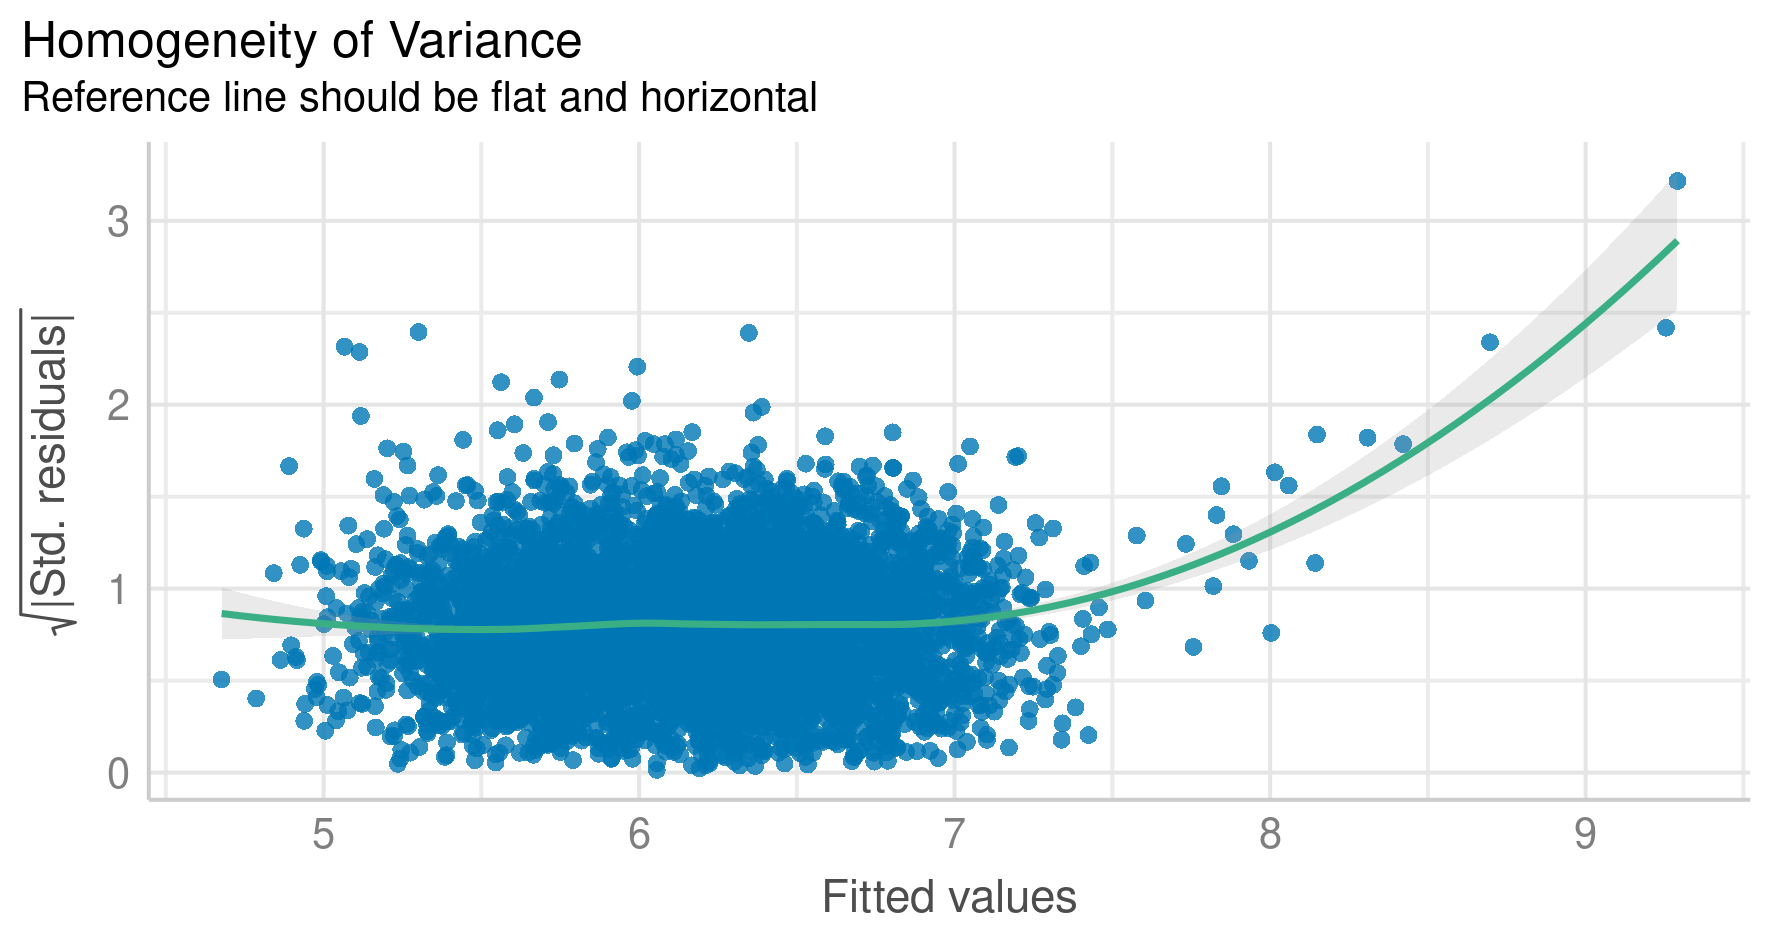 Homogeneity of Variance
Reference line should be flat and horizontal
√|Std. residuals|
3
2
1
0
5 6 7 8 9
Fitted values